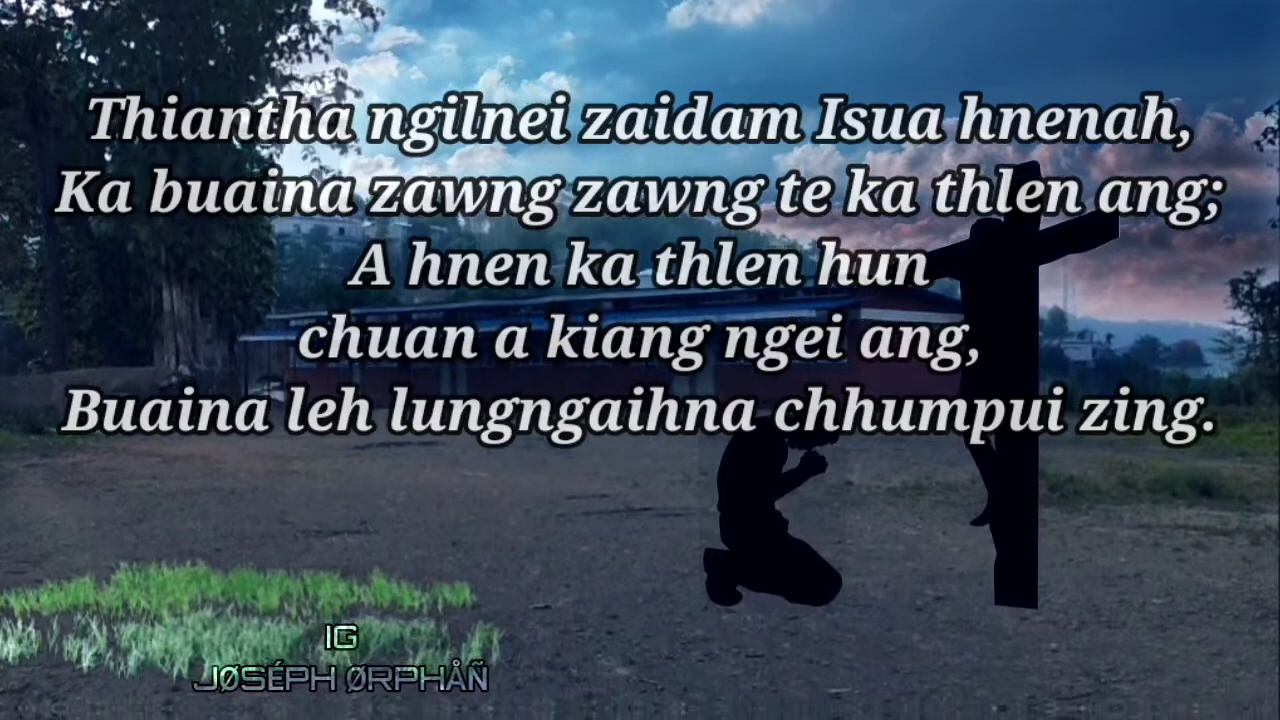 Thiantha ngilnei zaidam Isua hnenah,
Ka buaina zawng zawng te ka thlen ang;
A hnen ka thlen hun
chuan a kiang ngei ang,
Buaina leh lungngaihna chhumpui zing.
IG
JØSÉPH ØRPHÅÑ